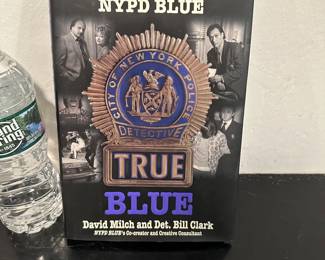 NYPD BLUE
CITY OF NEW YORK POLICE
DETECTIVE
TRUE
BLUE
David Milch and Det. Bill Clark
NYPD BLUE's Co-creator and Creative Consultant